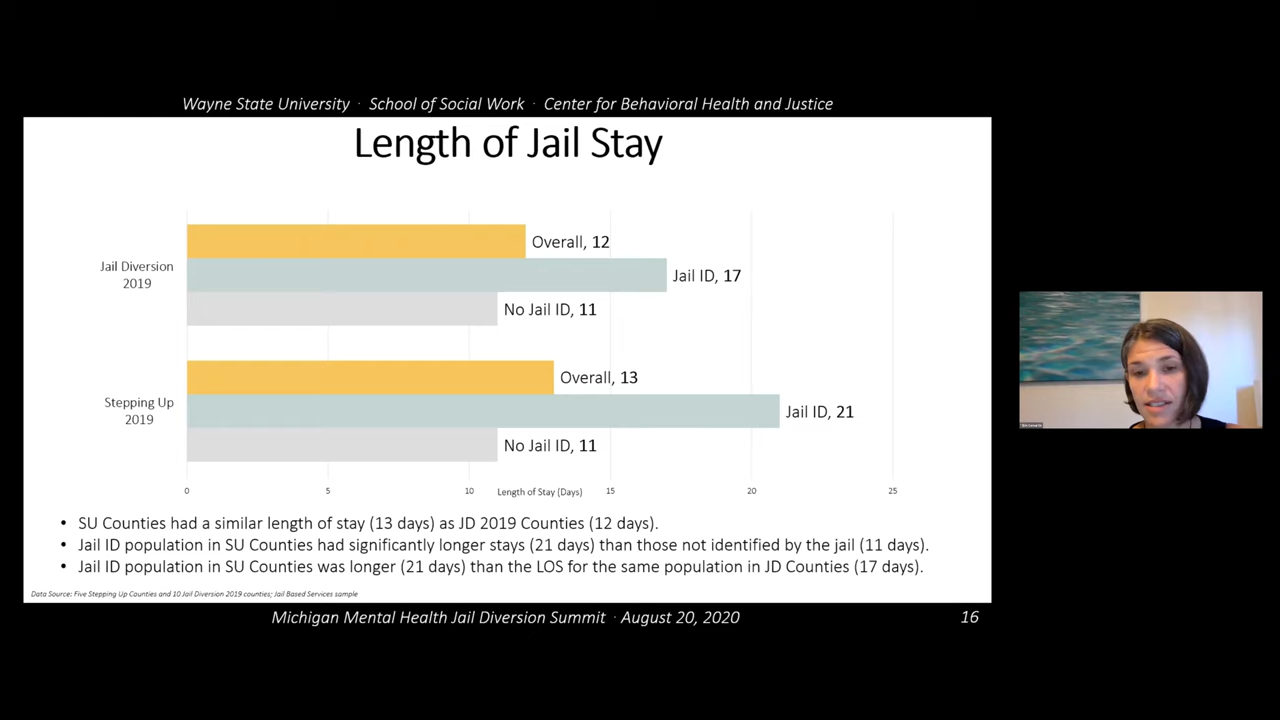 Wayne State University · School of Social Work · Center for Behavioral Health and Justice
Length of Jail Stay
Jail Diversion
2019
Overall, 12
Jail ID, 17
No Jail ID, 11
Stepping Up
2019
Overall, 13
Jail ID, 21
No Jail ID, 11
0 5 10 Length of Stay (Days) 15 20 25
• SU Counties had a similar length of stay (13 days) as JD 2019 Counties (12 days).
• Jail ID population in SU Counties had significantly longer stays (21 days) than those not identified by the jail (11 days).
• Jail ID population in SU Counties was longer (21 days) than the LOS for the same population in JD Counties (17 days).
Data Source: Five Stepping Up Counties and 10 Jail Diversion 2019 counties; Jail Based Services sample
Michigan Mental Health Jail Diversion Summit · August 20, 2020
16